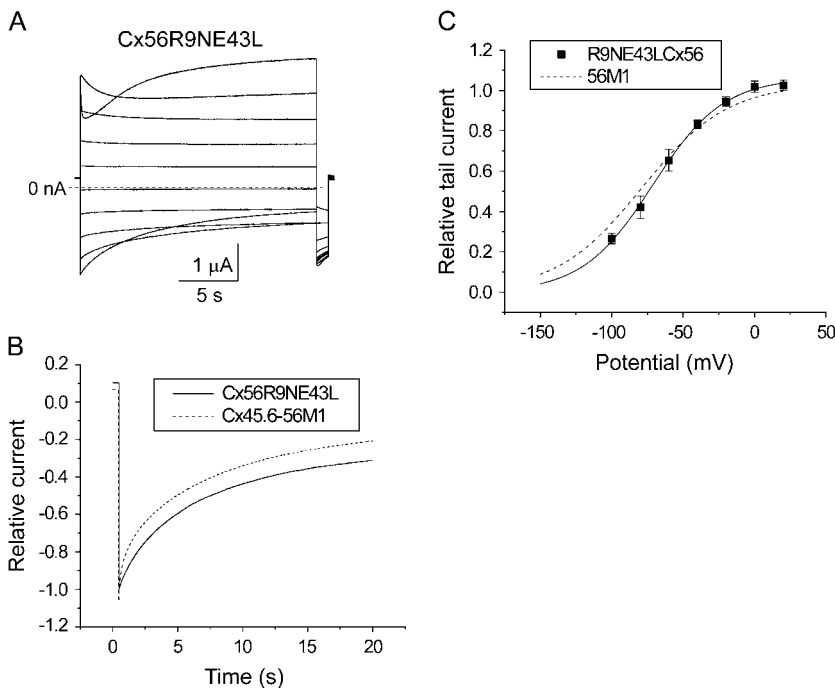 A
Cx56R9NE43L
0 nA
1 μA
5 s
B
0.2
0.0
-0.2
-0.4
-0.6
-0.8
-1.0
-1.2
Relative current
Cx56R9NE43L
Cx45.6-56M1
0
5
10
15
20
Time (s)
C
1.2
1.0
0.8
0.6
0.4
0.2
0.0
Relative tail current
R9NE43LCx56
56M1
-150
-100
-50
0
50
Potential (mV)